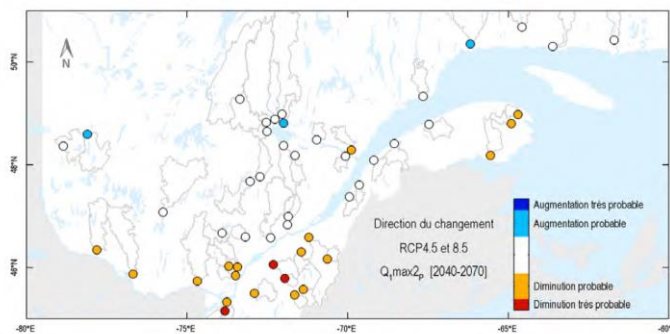 50°N
N
48°N
46°N
Direction du changement
RCP4.5 et 8.5
Q1max2P [2040-2070]
Augmentation très probable
Augmentation probable
Diminution probable
Diminution très probable
-80° -75° -70° -65°